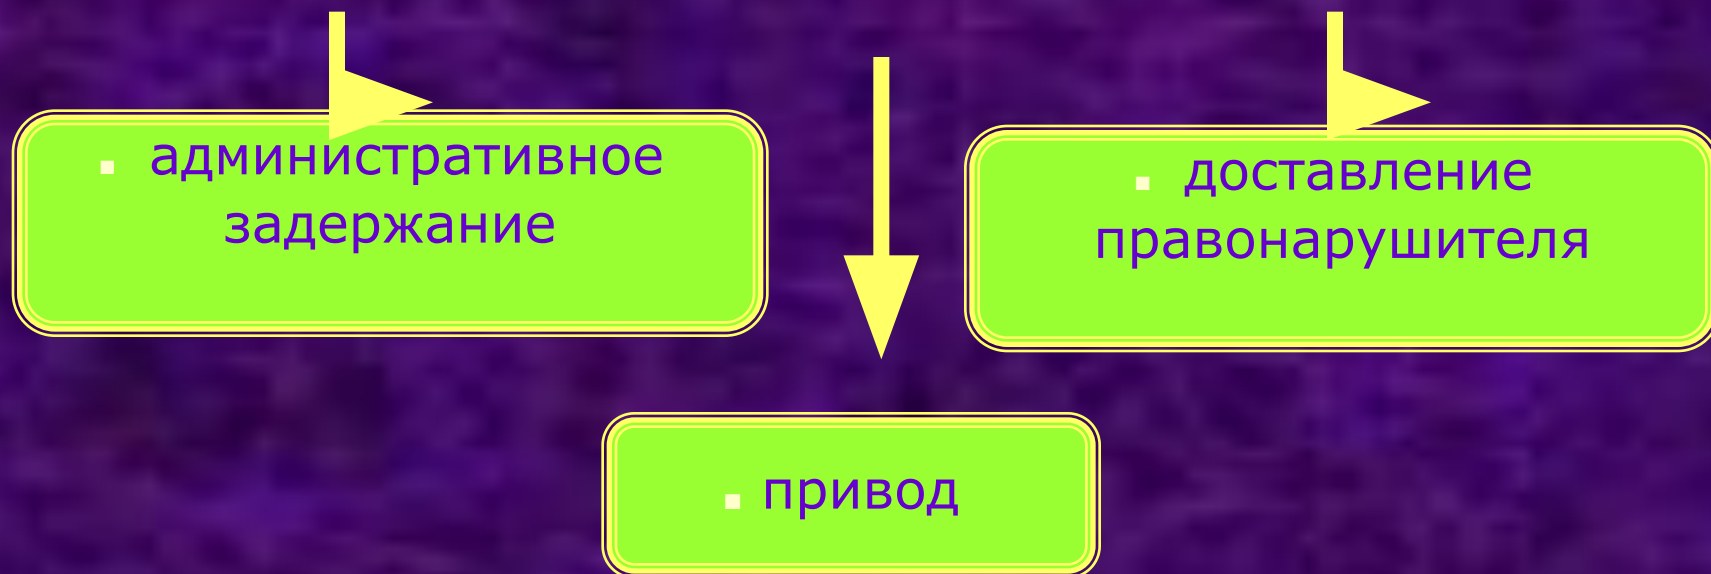 административное
задержание
доставление
правонарушителя
привод